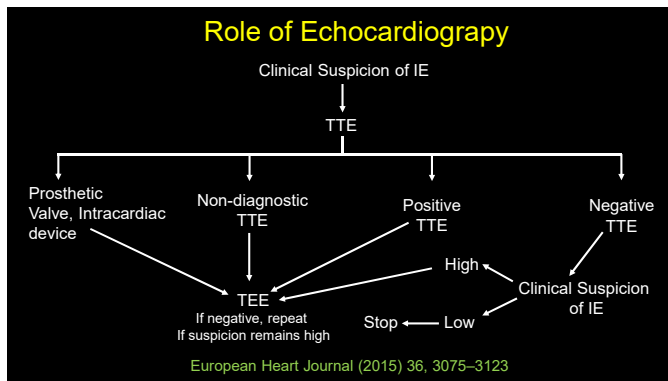 Role of Echocardiograpy
Clinical Suspicion of IE
TTE
Prosthetic
Valve, Intracardiac
device
Non-diagnostic
TTE
Positive
TTE
Negative
TTE
High
Clinical Suspicion
of IE
TEE
If negative, repeat
If suspicion remains high
Stop
Low
European Heart Journal (2015) 36, 3075–3123